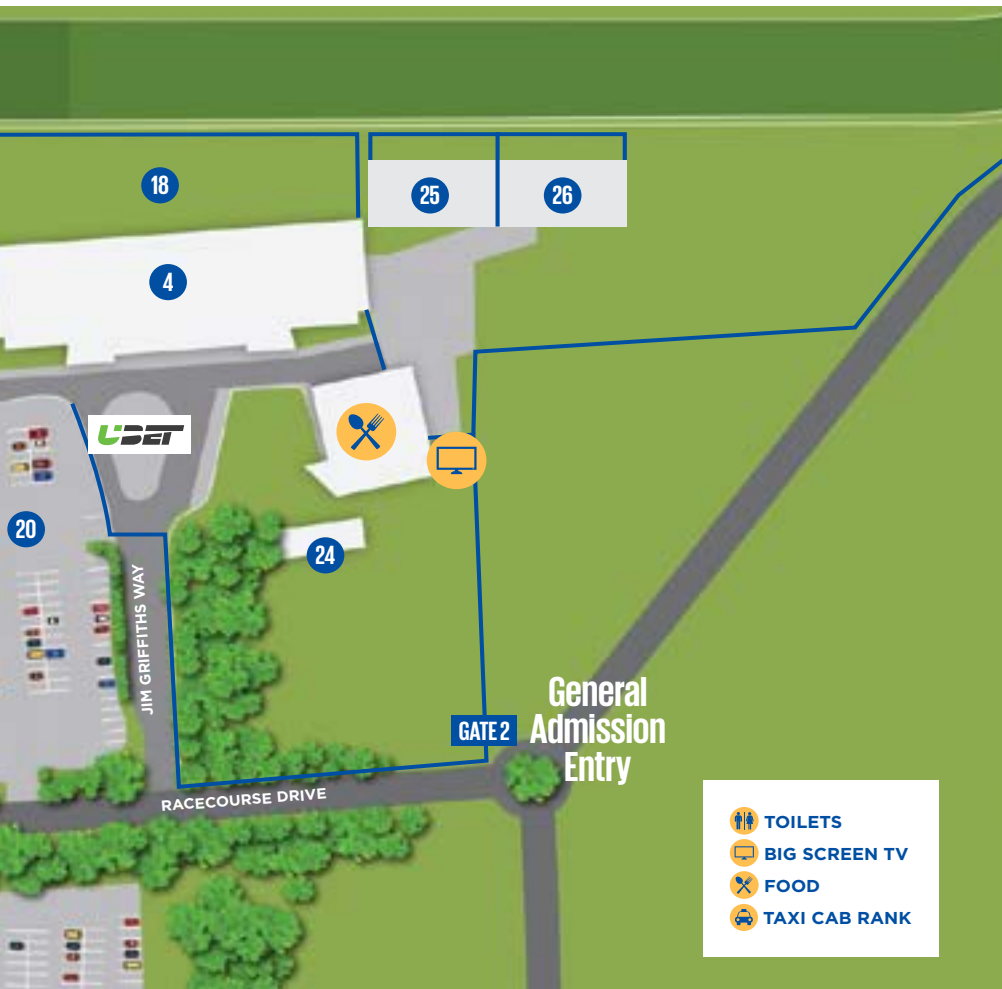 18
25
26
4
UBET
20
24
JIM GRIFFITHS WAY
General
Admission
Entry
GATE 2
RACECOURSE DRIVE
TOILETS
BIG SCREEN TV
FOOD
TAXI CAB RANK